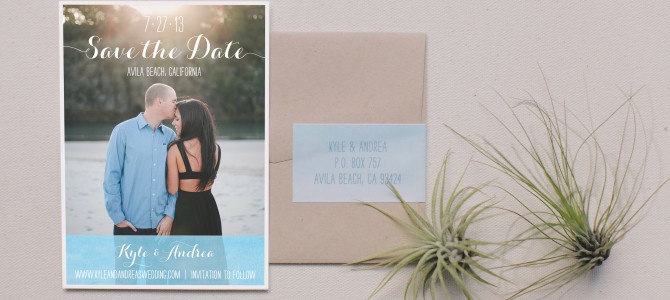 7·27·13
Save the Date
AVILA BEACH, CALIFORNIA
Kyle & Andrea
WWW.KYLEANDANDREAWEDDING.COM | INVITATION TO FOLLOW
KYLE & ANDREA
P.O. BOX 757
AVILA BEACH, CA 93424